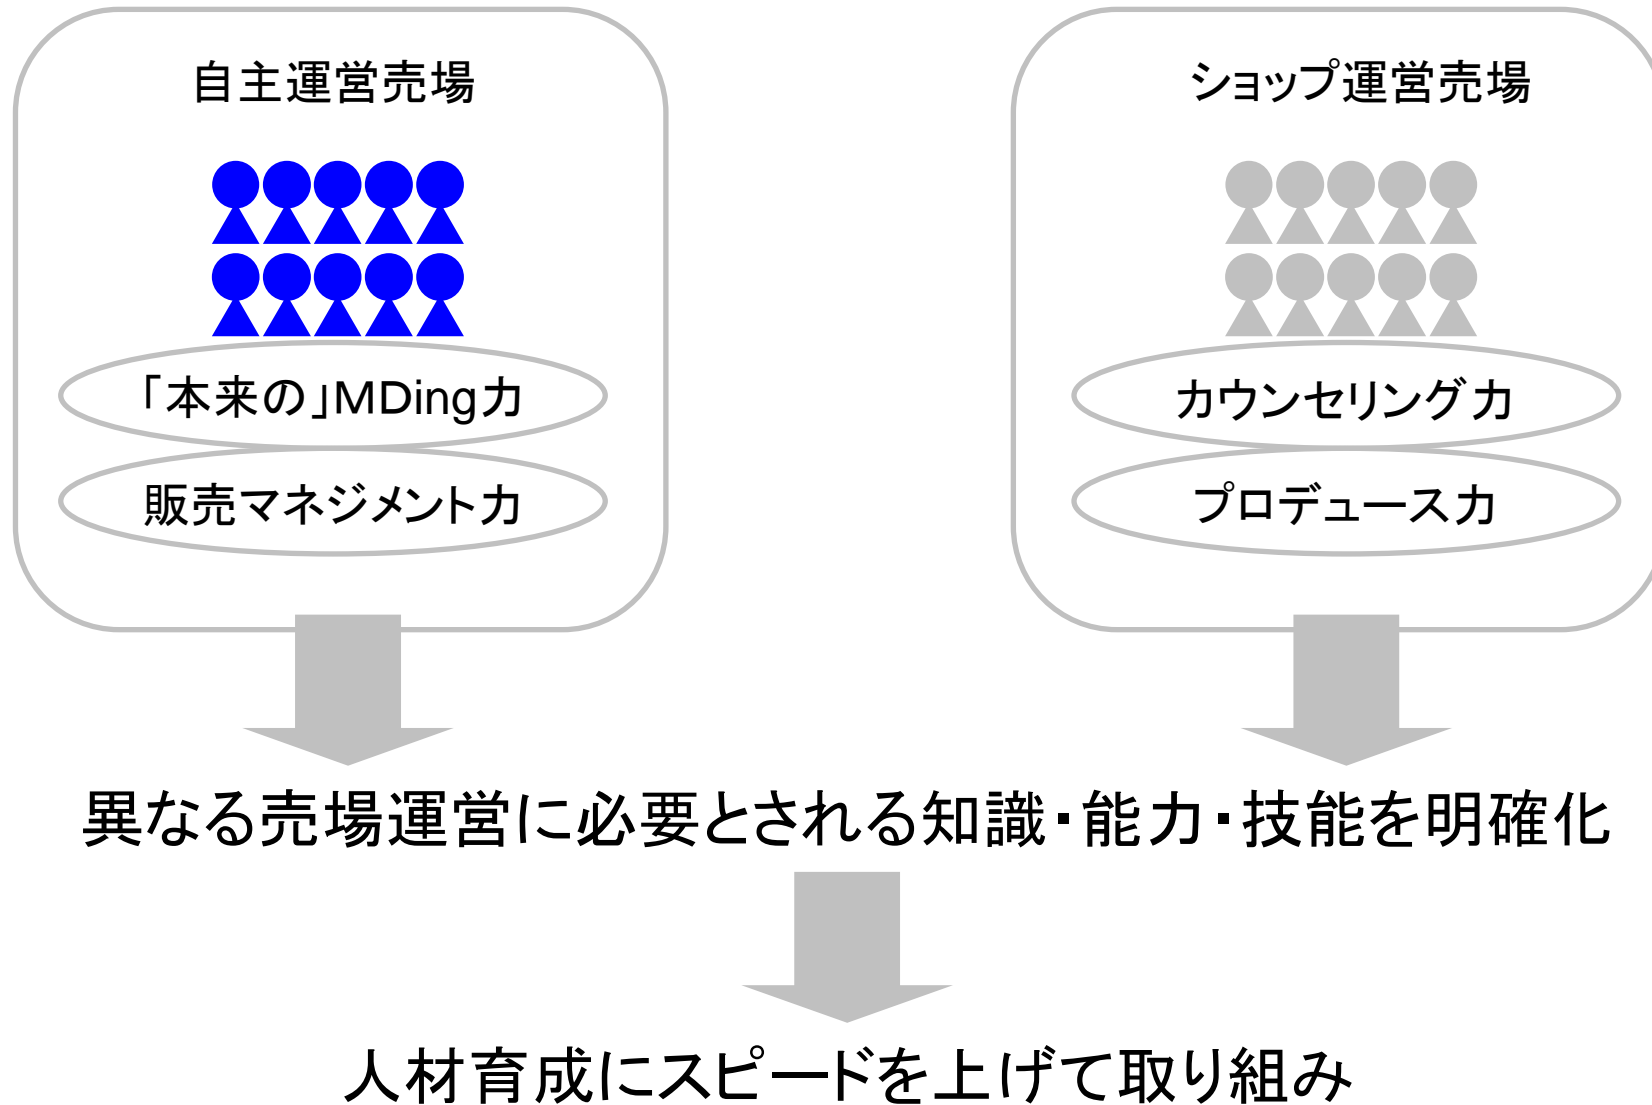 自主運営売場
ショップ運営売場
「本来の」MDing力
カウンセリング力
販売マネジメント力
プロデュース力
異なる売場運営に必要とされる知識・能力・技能を明確化
人材育成にスピードを上げて取り組み